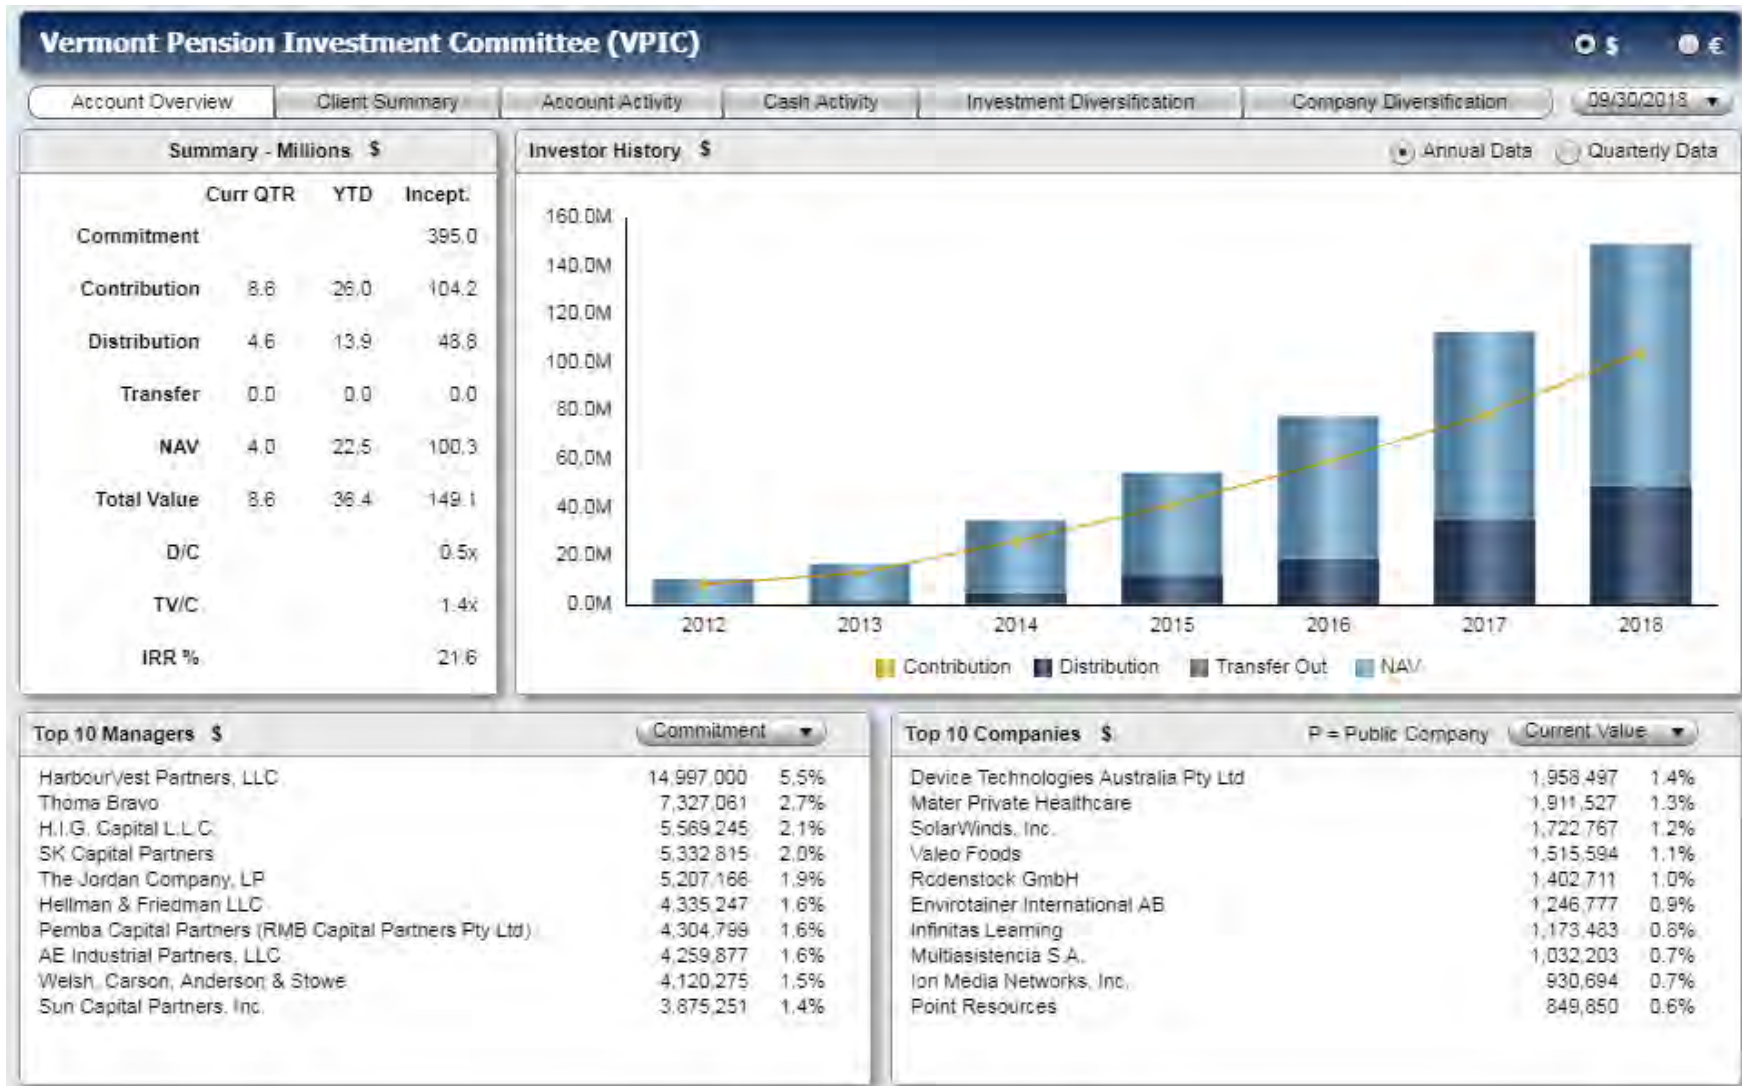 Vermont Pension Investment Committee (VPIC)
$ €
Account Overview Client Summary Account Activity Cash Activity Investment Diversification Company Diversification 09/30/2018
Summary - Millions $
Curr QTR YTD Incept.
Commitment 395.0
Contribution 8.6 26.0 104.2
Distribution 4.6 13.9 48.8
Transfer 0.0 0.0 0.0
NAV 4.0 22.5 100.3
Total Value 8.6 36.4 149.1
D/C 0.5x
TV/C 1.4x
IRR % 21.6
Investor History $ Annual Data Quarterly Data
160.0M
140.0M
120.0M
100.0M
80.0M
60.0M
40.0M
20.0M
0.0M
2012 2013 2014 2015 2016 2017 2018
Contribution Distribution Transfer Out NAV
Top 10 Managers $ Commitment
HarbourVest Partners, LLC 14,997,000 5.5%
Thoma Bravo 7,327,061 2.7%
H.I.G. Capital L.L.C. 5,569,245 2.1%
SK Capital Partners 5,332,815 2.0%
The Jordan Company, LP 5,207,166 1.9%
Hellman & Friedman LLC 4,335,247 1.6%
Pemba Capital Partners (RMB Capital Partners Pty Ltd) 4,304,799 1.6%
AE Industrial Partners, LLC 4,259,877 1.6%
Welsh, Carson, Anderson & Stowe 4,120,275 1.5%
Sun Capital Partners, Inc. 3,875,251 1.4%
Top 10 Companies $ P = Public Company Current Value
Device Technologies Australia Pty Ltd 1,958,497 1.4%
Mater Private Healthcare 1,911,527 1.3%
SolarWinds, Inc. 1,722,767 1.2%
Valeo Foods 1,515,594 1.1%
Rodenstock GmbH 1,402,711 1.0%
Envirotainer International AB 1,246,777 0.9%
Infinitas Learning 1,173,483 0.8%
Multiasistencia S.A. 1,032,203 0.7%
Ion Media Networks, Inc. 930,694 0.7%
Point Resources 849,850 0.6%